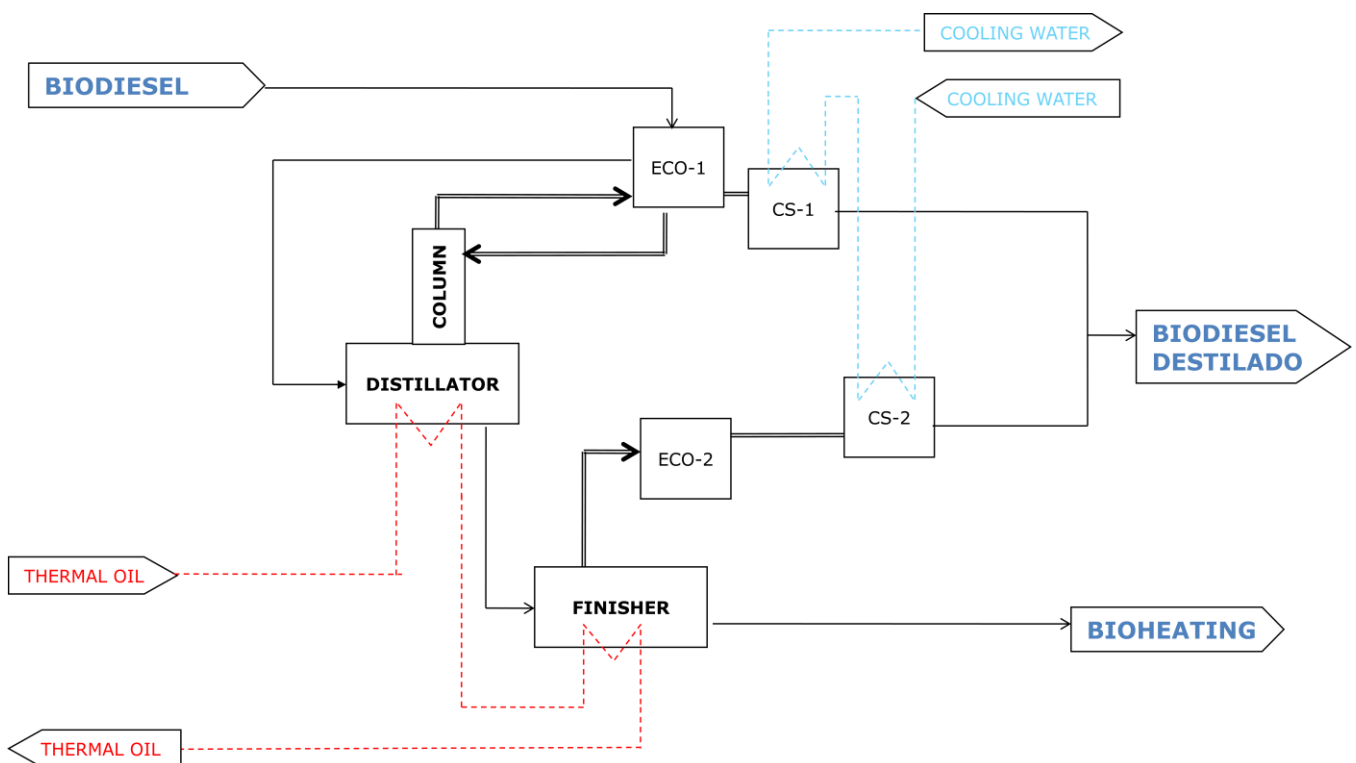 COOLING WATER
BIODIESEL
COOLING WATER
ECO-1
CS-1
COLUMN
BIODIESEL
DESTILADO
DISTILLATOR
CS-2
ECO-2
THERMAL OIL
FINISHER
BIOHEATING
THERMAL OIL